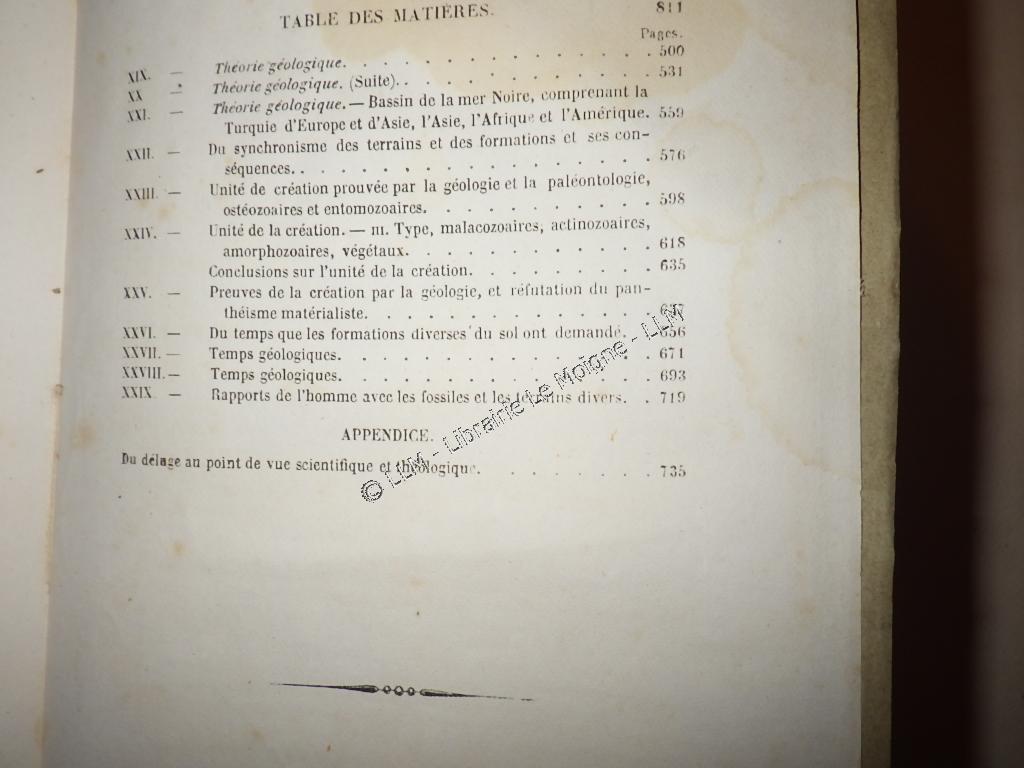 TABLE DES MATIÈRES. 811
Pages.
XIX. — Théorie géologique. . . . . . . . . . . . . . . 500
XX — Théorie géologique. (Suite). . . . . . . . . . . . 531
XXI. — Théorie géologique. — Bassin de la mer Noire, comprenant la
Turquie d'Europe et d'Asie, l'Asie, l'Afrique et l'Amérique. 559
XXII. — Du synchronisme des terrains et des formations et ses con-
séquences. . . . . . . . . . . . . . . . . 576
XXIII. — Unité de création prouvée par la géologie et la paléontologie,
ostéozoaires et entomozoaires. . . . . . . . . . 598
XXIV. — Unité de la création. — III. Type, malacozoaires, actinozoaires,
amorphozoaires, végétaux. . . . . . . . . . . 618
Conclusions sur l'unité de la création. . . . . . . . . 635
XXV. — Preuves de la création par la géologie, et réfutation du pan-
théisme matérialiste. . . . . . . . . . . . . 637
XXVI. — Du temps que les formations diverses du sol ont demandé. . 656
XXVII. — Temps géologiques. . . . . . . . . . . . . . . 671
XXVIII. — Temps géologiques. . . . . . . . . . . . . . . 693
XXIX. — Rapports de l'homme avec les fossiles et les terrains divers. . 719
APPENDICE.
Du déluge au point de vue scientifique et théologique. . . . . . . 735
© LLM - Librairie Le Moigne - LLM